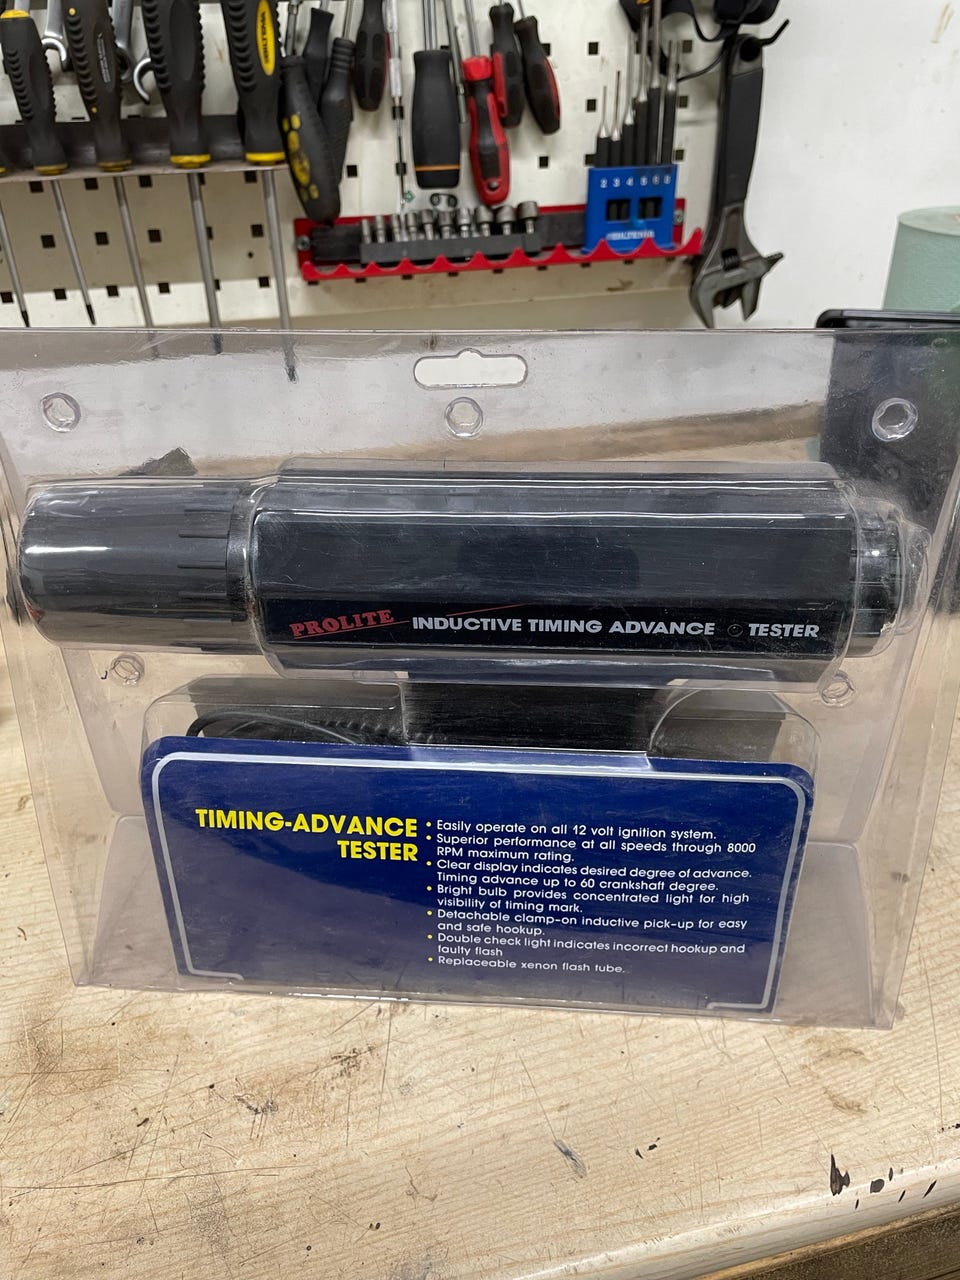 2 3 4 5 6 8
PROLITE INDUCTIVE TIMING ADVANCE TESTER
TIMING-ADVANCE
TESTER
• Easily operate on all 12 volt ignition system.
• Superior performance at all speeds through 8000
RPM maximum rating.
• Clear display indicates desired degree of advance.
Timing advance up to 60 crankshaft degree.
• Bright bulb provides concentrated light for high
visibility of timing mark.
• Detachable clamp-on inductive pick-up for easy
and safe hookup.
• Double check light indicates incorrect hookup and
faulty flash
• Replaceable xenon flash tube.